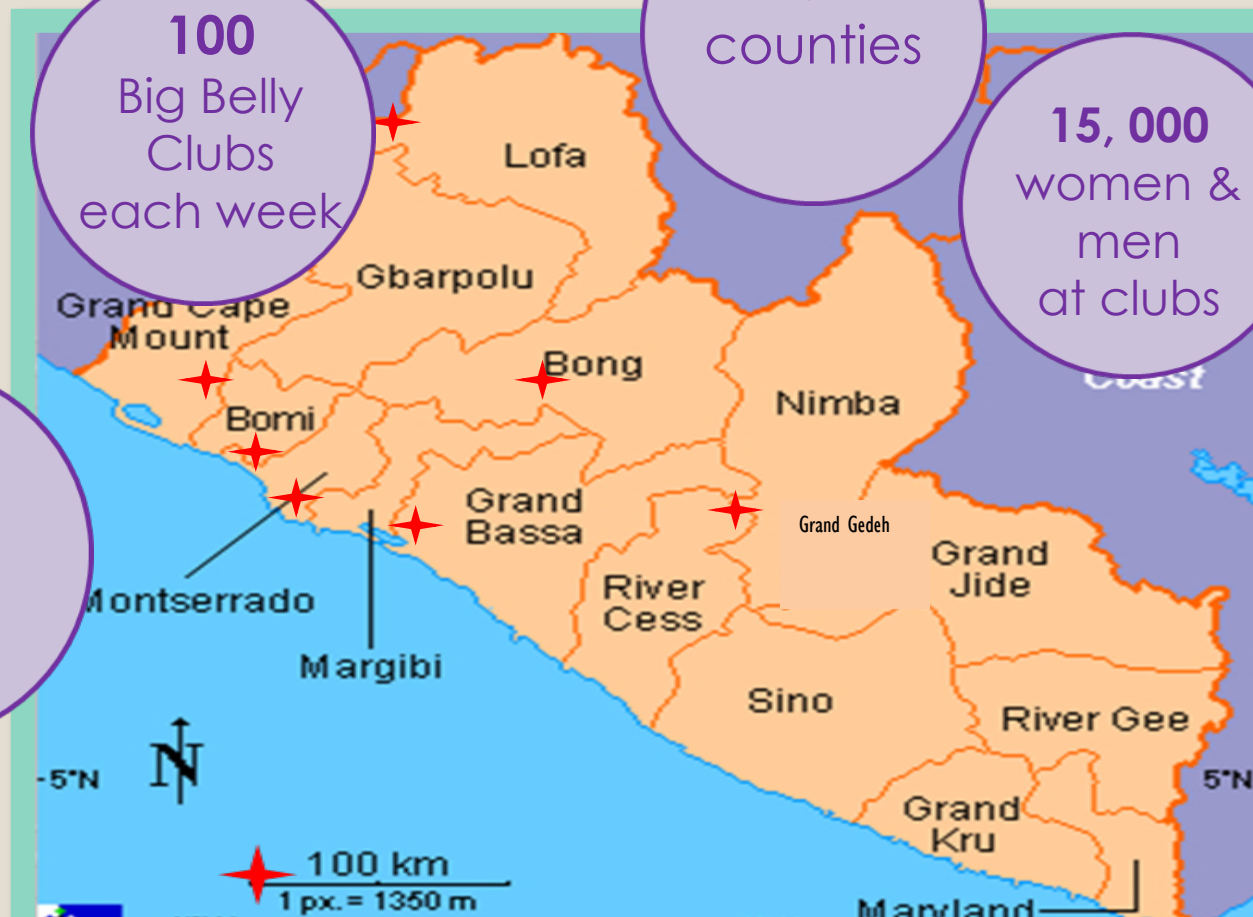 100
Big Belly
Clubs
each week
counties
15, 000
women &
men
at clubs
Lofa
Gbarpolu
Grand Cape
Mount
Bong
Bomi
Nimba
Coast
Grand
Bassa
Grand Gedeh
Grand
Jide
River
Cess
Montserrado
Margibi
Sino
River Gee
N
-5°N
5°N
Grand
Kru
100 km
1 px.= 1350 m
Maryland